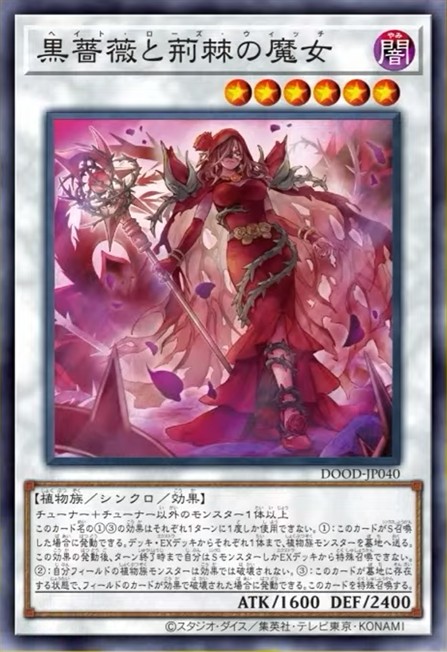 ヘイト・ローズ・ウィッチ
黒薔薇と荊棘の魔女
やみ
闇
DOOD-JP040
【植物族／シンクロ／効果】
チューナー＋チューナー以外のモンスター１体以上
このカード名の①③の効果はそれぞれ１ターンに１度しか使用できない。①：このカードがS召喚
した場合に発動できる。デッキ・EXデッキからそれぞれ１体まで、植物族モンスターを墓地へ送る。
この効果の発動後、ターン終了時まで自分はSモンスターしかEXデッキから特殊召喚できない。
②：自分フィールドの植物族モンスターは効果では破壊されない。③：このカードが墓地に存在
する状態で、フィールドのカードが効果で破壊された場合に発動できる。このカードを特殊召喚する。
ATK/1600 DEF/2400
©スタジオ・ダイス／集英社・テレビ東京・KONAMI